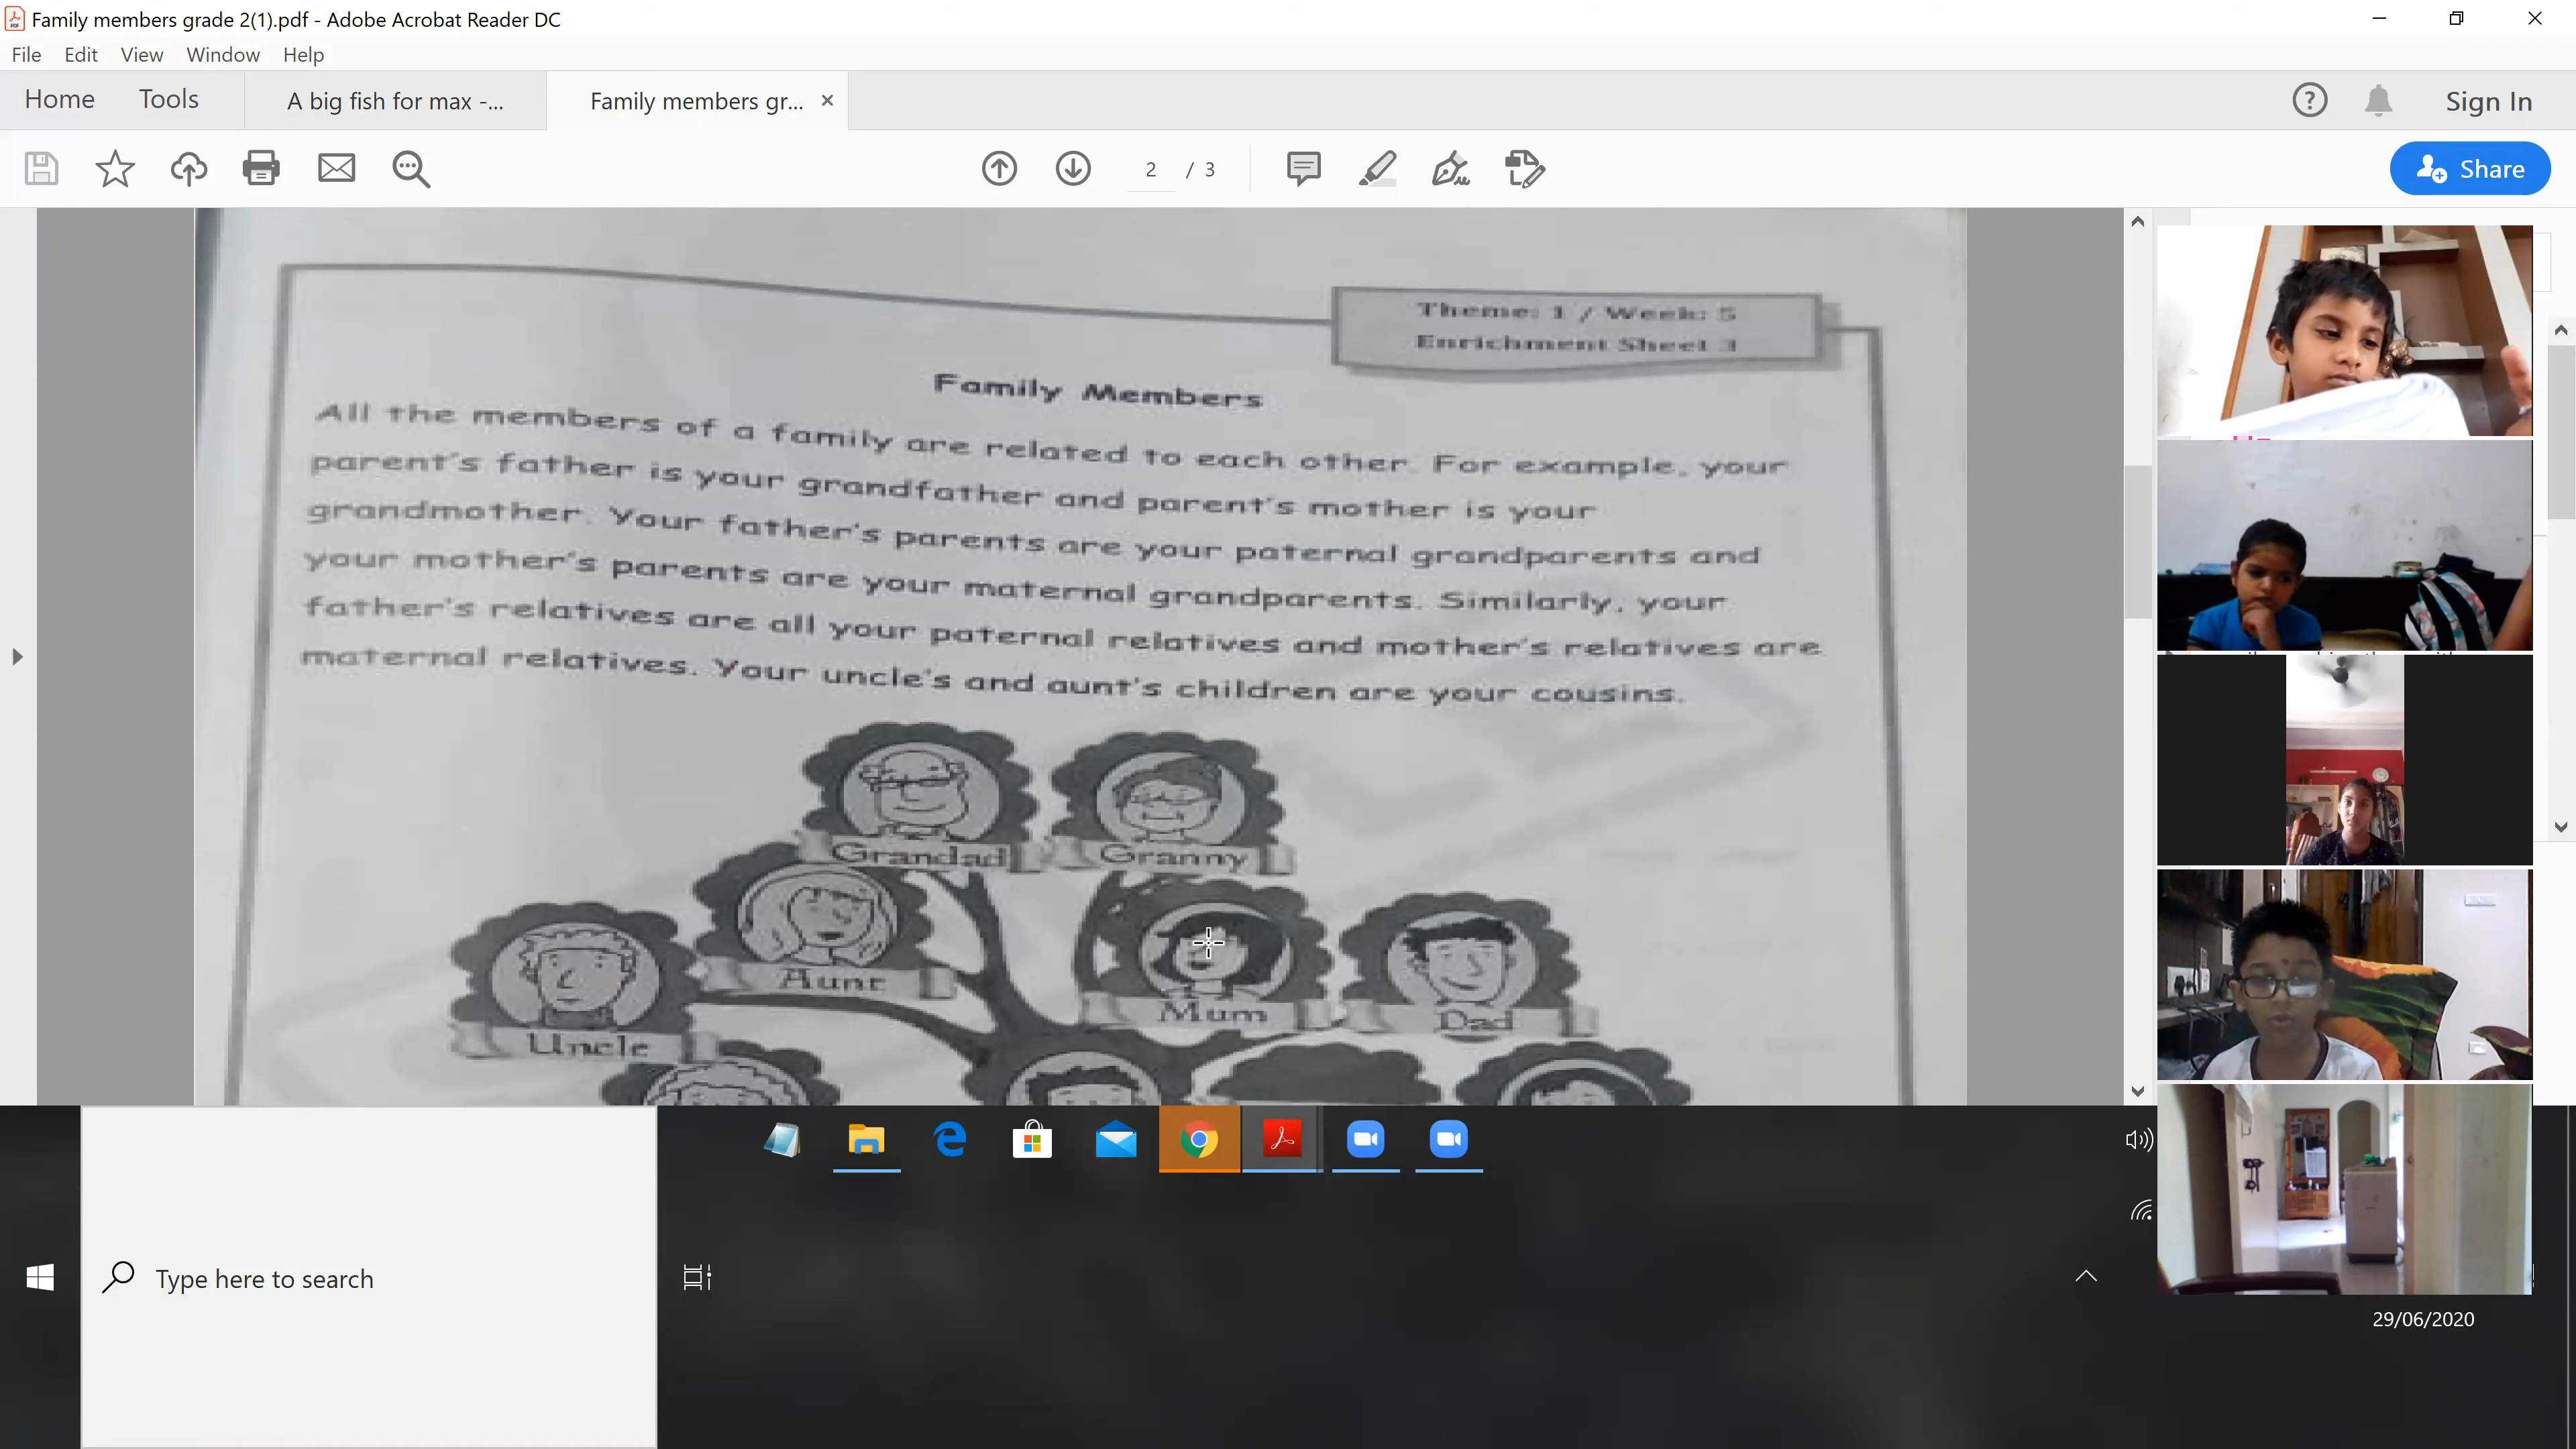 Family members grade 2(1).pdf - Adobe Acrobat Reader DC
File Edit View Window Help
Home Tools A big fish for max -... Family members gr... ×
Sign In
2 / 3
Share
Theme: 1 / Week: 5
Enrichment Sheet 3
Family Members
All the members of a family are related to each other. For example, your
parent's father is your grandfather and parent's mother is your
grandmother. Your father's parents are your paternal grandparents and
your mother's parents are your maternal grandparents. Similarly, your
father's relatives are all your paternal relatives and mother's relatives are
maternal relatives. Your uncle's and aunt's children are your cousins.
Grandad Granny
Aunt
Mum Dad
Uncle
Type here to search
29/06/2020